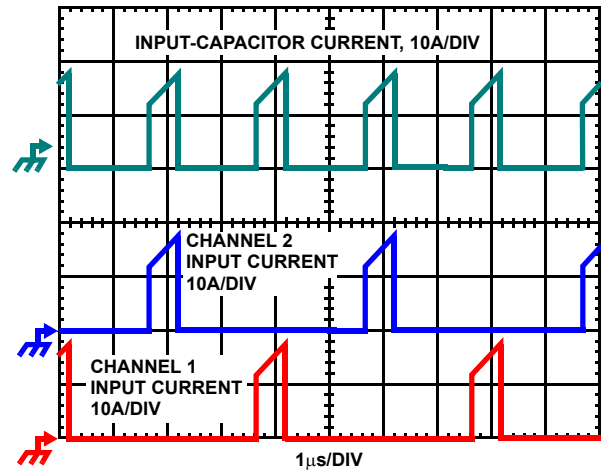 INPUT-CAPACITOR CURRENT, 10A/DIV
CHANNEL 2
INPUT CURRENT
10A/DIV
CHANNEL 1
INPUT CURRENT
10A/DIV
1μs/DIV